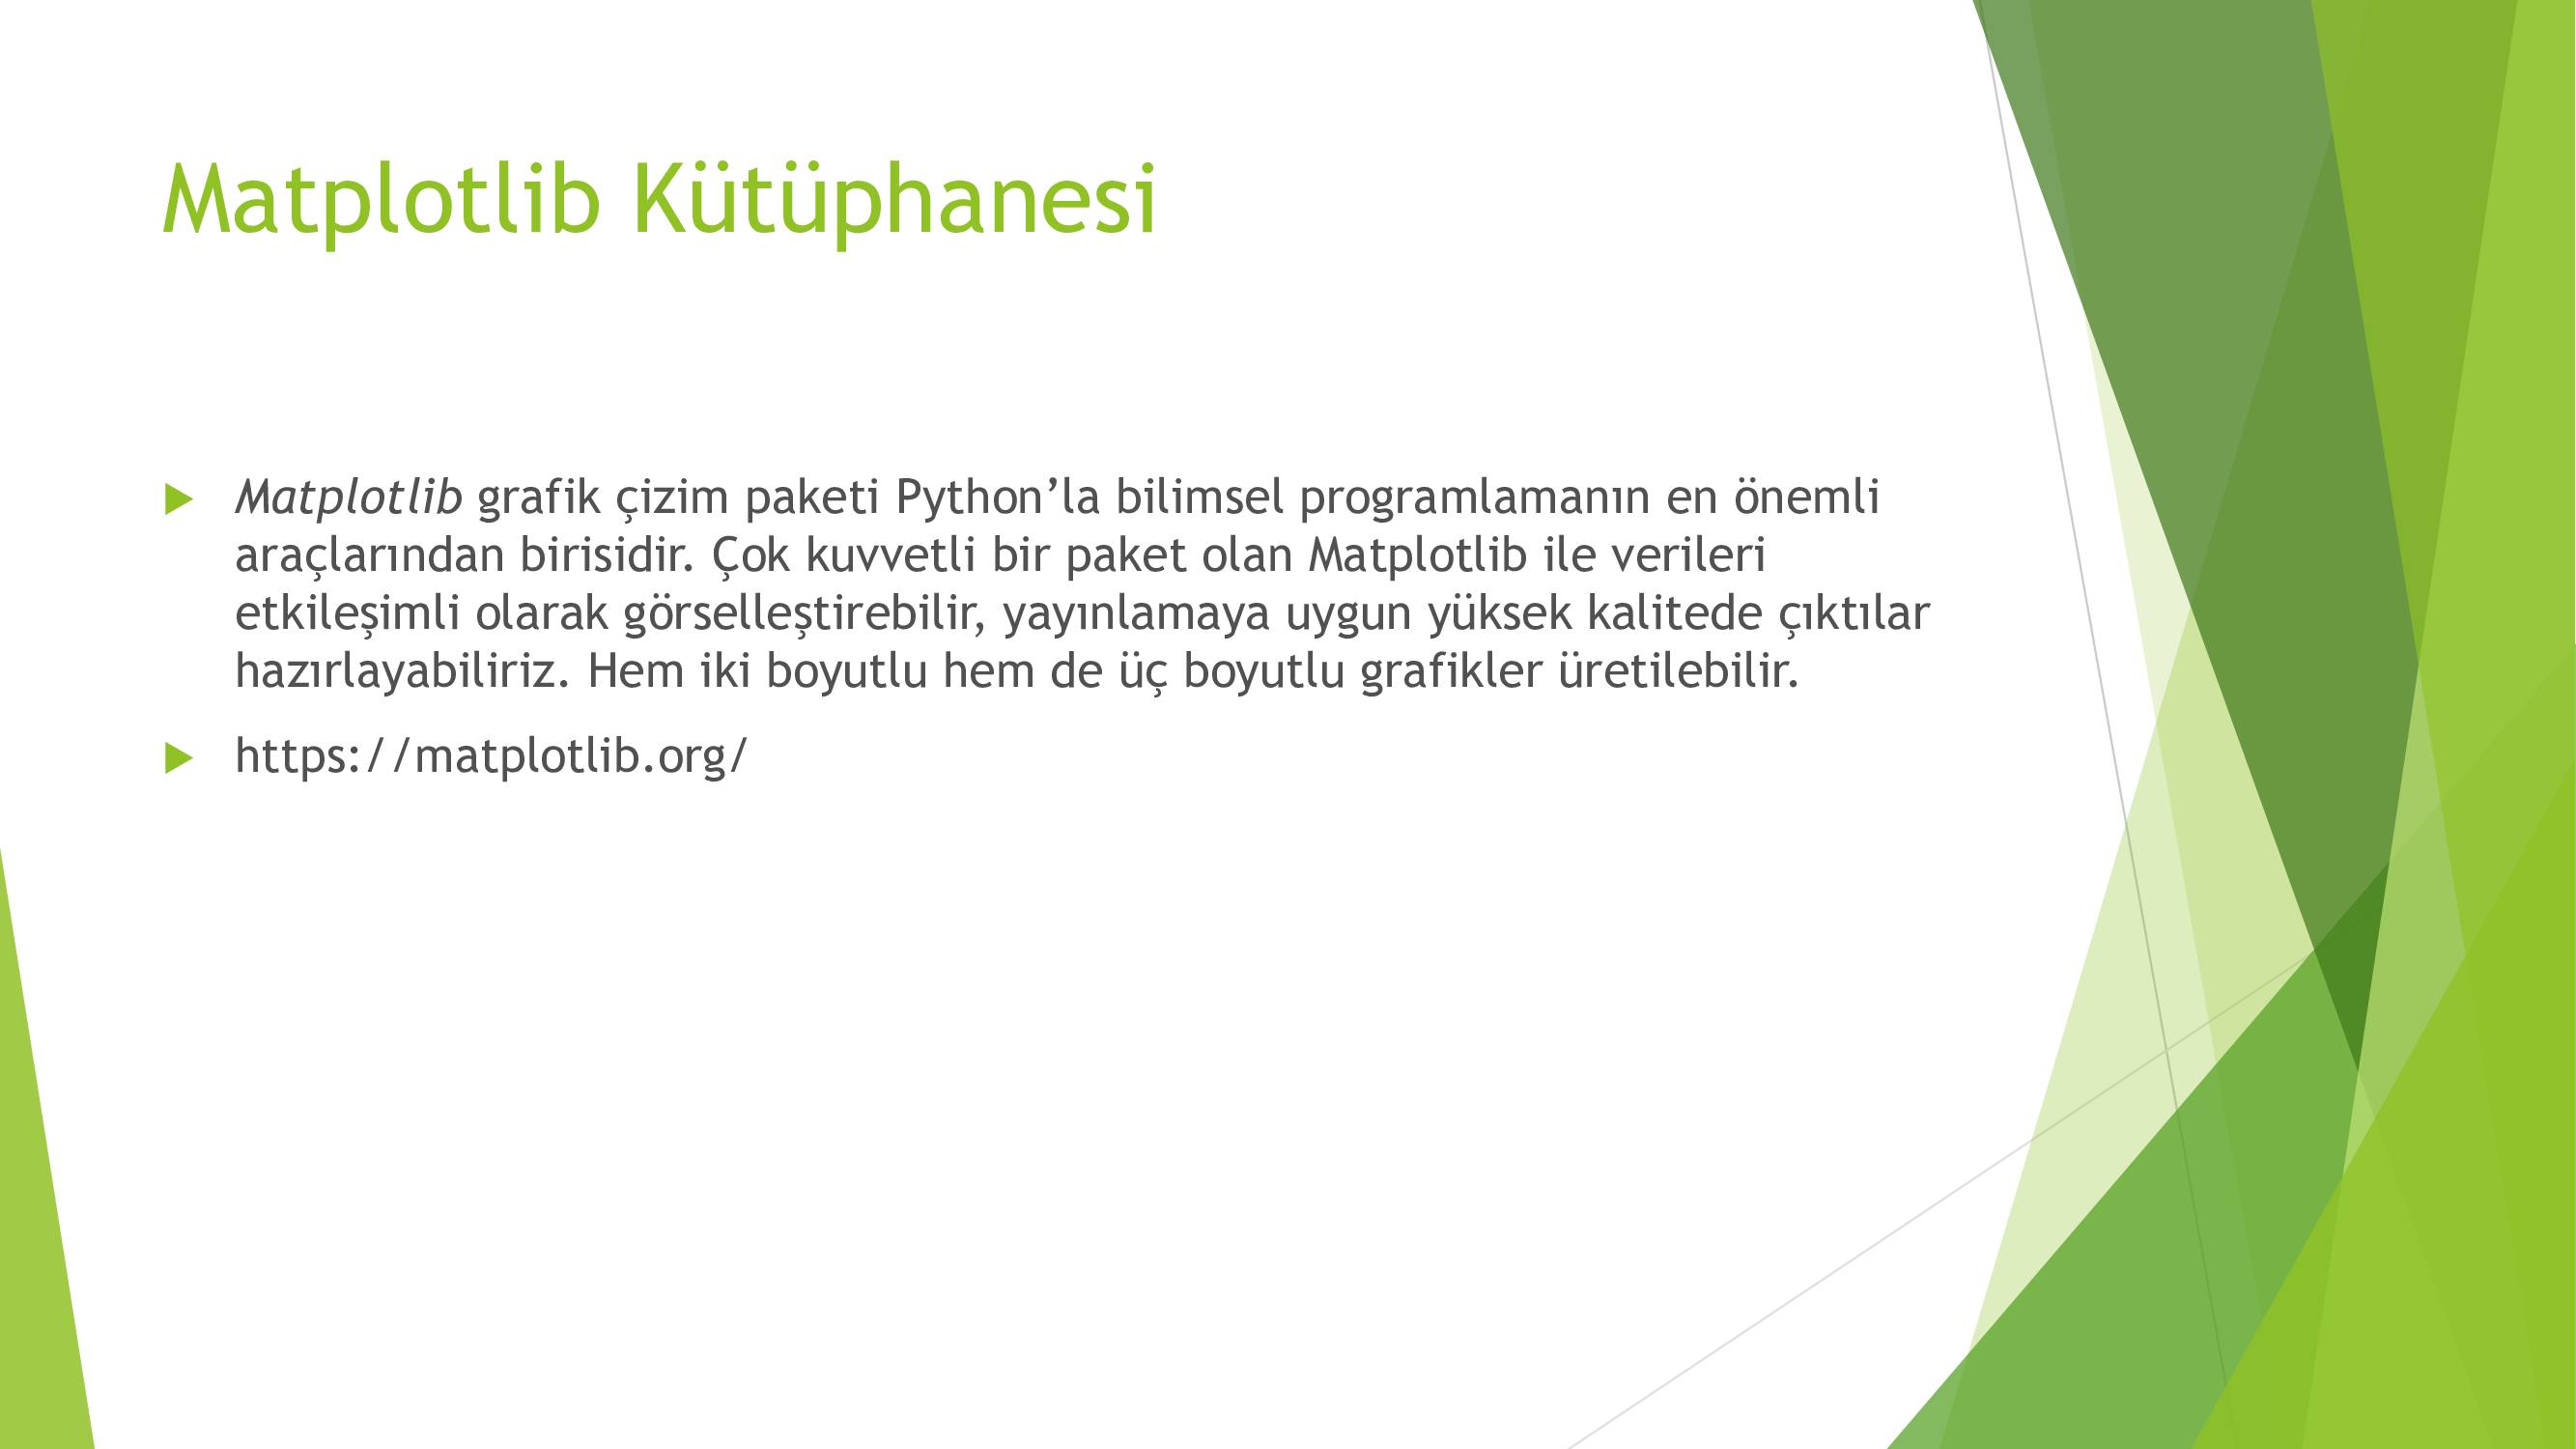 Matplotlib Kütüphanesi
Matplotlib grafik çizim paketi Python’la bilimsel programlamanın en önemli
araçlarından birisidir. Çok kuvvetli bir paket olan Matplotlib ile verileri
etkileşimli olarak görselleştirebilir, yayınlamaya uygun yüksek kalitede çıktılar
hazırlayabiliriz. Hem iki boyutlu hem de üç boyutlu grafikler üretilebilir.
https://matplotlib.org/